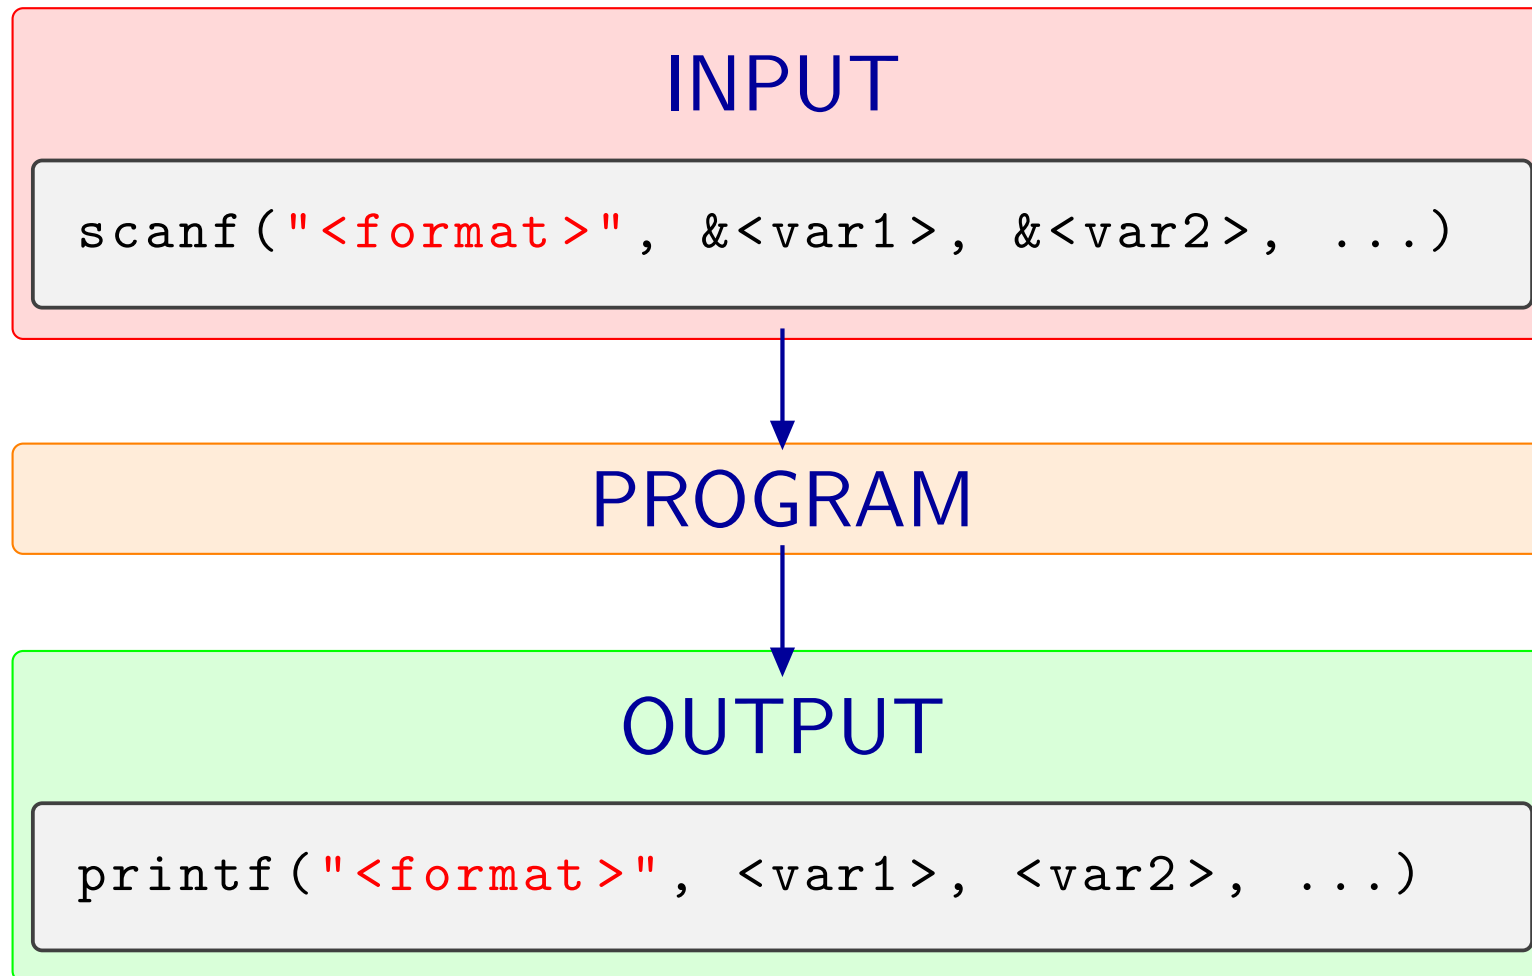 INPUT
scanf("<format>", &<var1>, &<var2>, ...)
PROGRAM
OUTPUT
printf("<format>", <var1>, <var2>, ...)